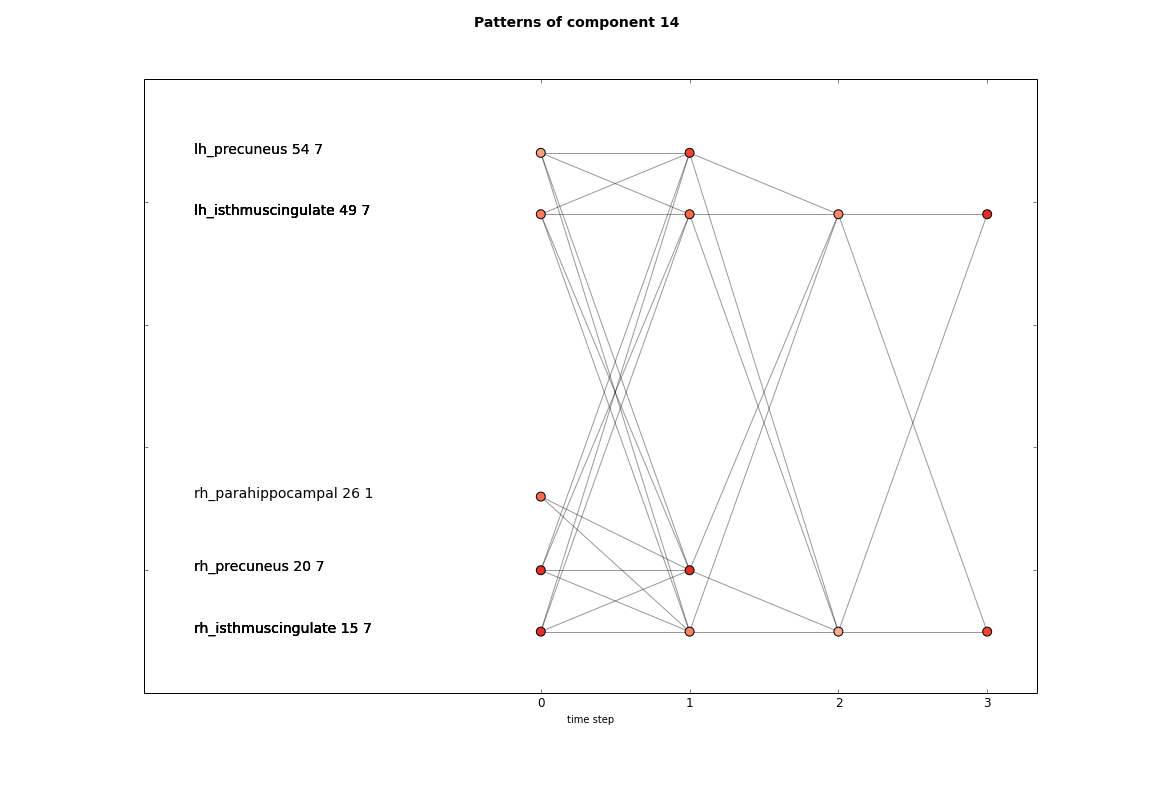 Patterns of component 14
lh_precuneus 54 7
lh_isthmuscingulate 49 7
rh_parahippocampal 26 1
rh_precuneus 20 7
rh_isthmuscingulate 15 7
0 1 2 3
time step